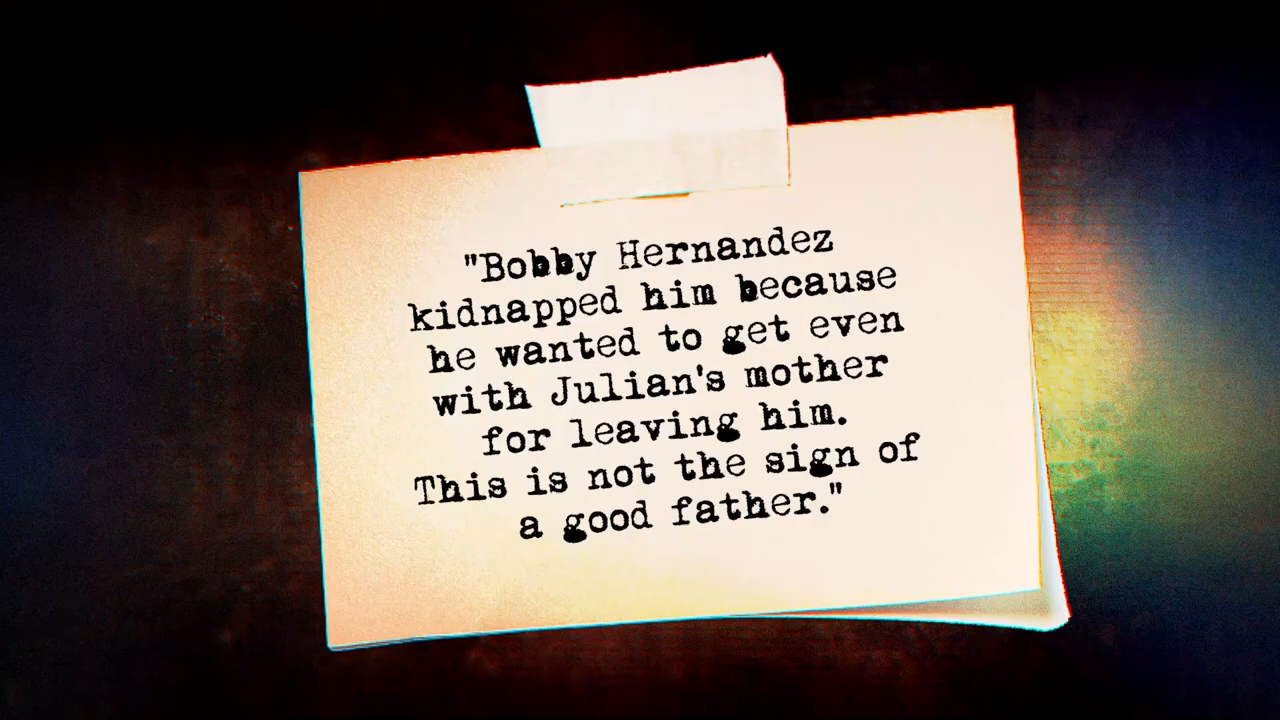 "Bobby Hernandez
kidnapped him because
he wanted to get even
with Julian's mother
for leaving him.
This is not the sign of
a good father."